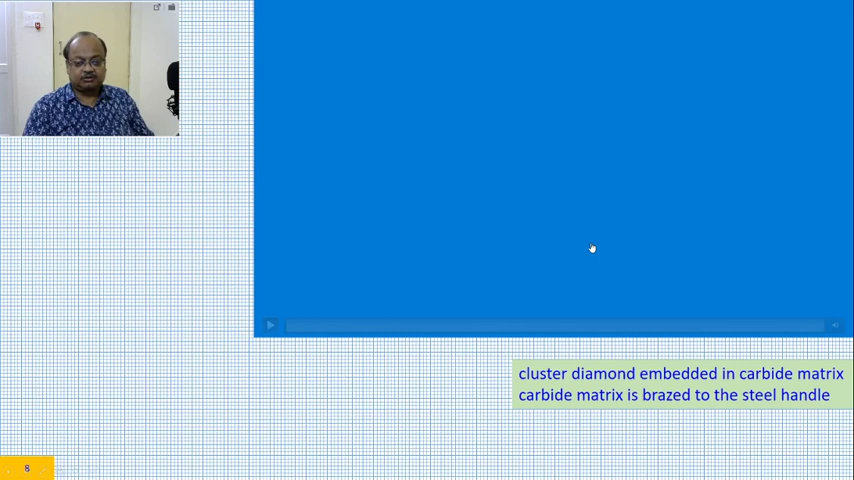 cluster diamond embedded in carbide matrix
carbide matrix is brazed to the steel handle
8